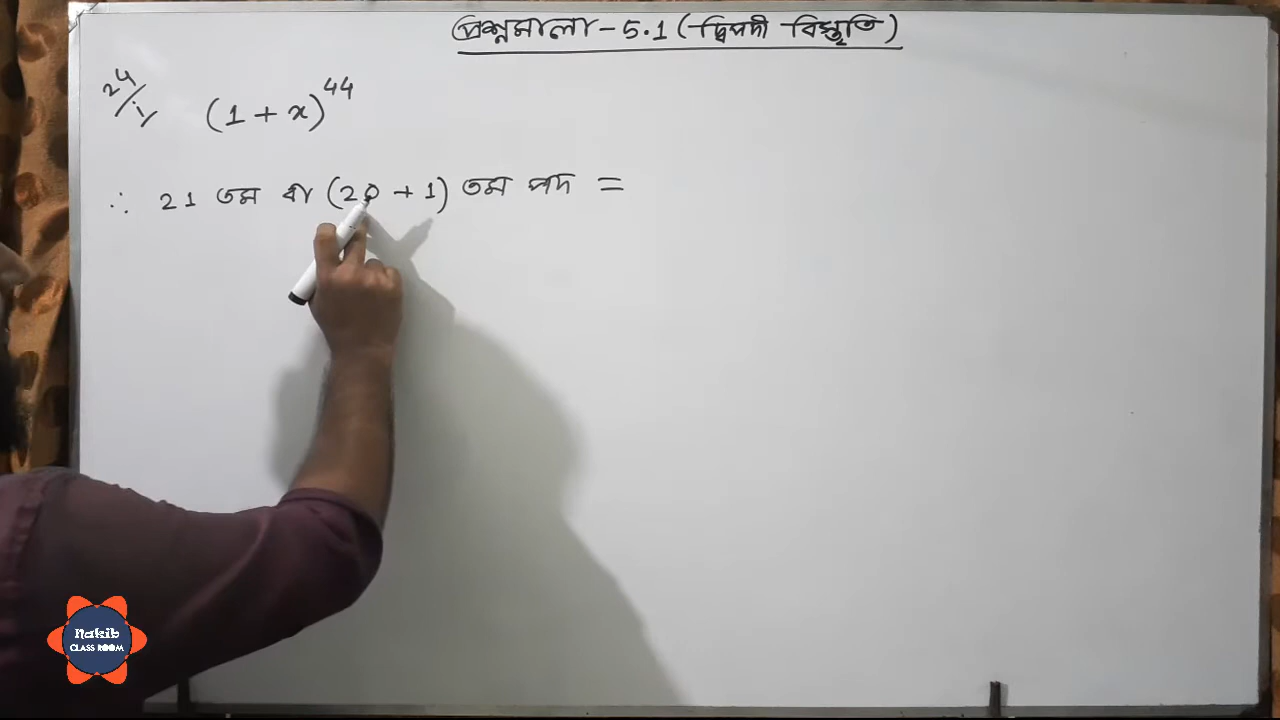 প্রশ্নমালা - 5.1 (দ্বিপদী বিস্তৃতি)
24/i/ (1 + x)^44
∴ 21 তম বা (20 + 1) তম পদ =
Nakib
CLASS ROOM